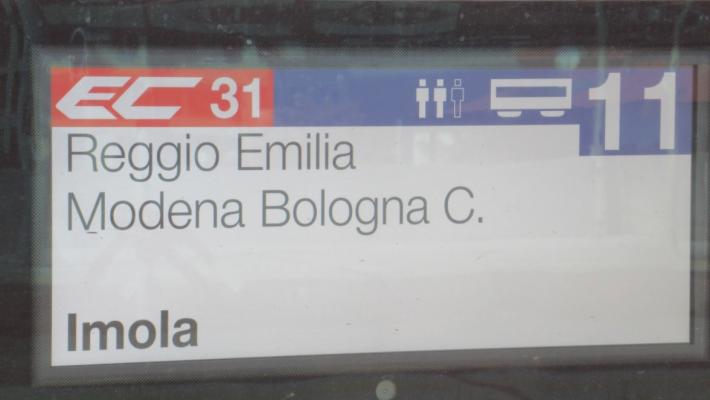 EC 31
11
Reggio Emilia
Modena Bologna C.
Imola